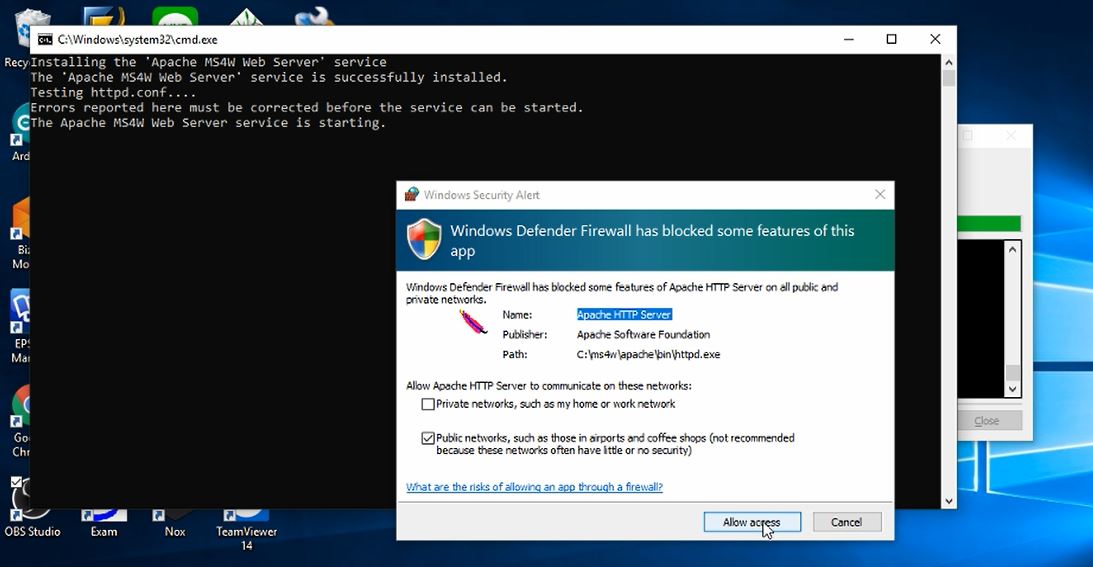 C:\Windows\system32\cmd.exe
Installing the 'Apache MS4W Web Server' service
The 'Apache MS4W Web Server' service is successfully installed.
Testing httpd.conf....
Errors reported here must be corrected before the service can be started.
The Apache MS4W Web Server service is starting.
Windows Security Alert
Windows Defender Firewall has blocked some features of this
app
Windows Defender Firewall has blocked some features of Apache HTTP Server on all public and
private networks.
Name: Apache HTTP Server
Publisher: Apache Software Foundation
Path: C:\ms4w\apache\bin\httpd.exe
Allow Apache HTTP Server to communicate on these networks:
Private networks, such as my home or work network
Public networks, such as those in airports and coffee shops (not recommended
because these networks often have little or no security)
What are the risks of allowing an app through a firewall?
Allow access Cancel
Close
Recy
Ard
Biz
Mo
EPS
Man
Goo
Chr
OBS Studio
Exam
Nox
TeamViewer
14